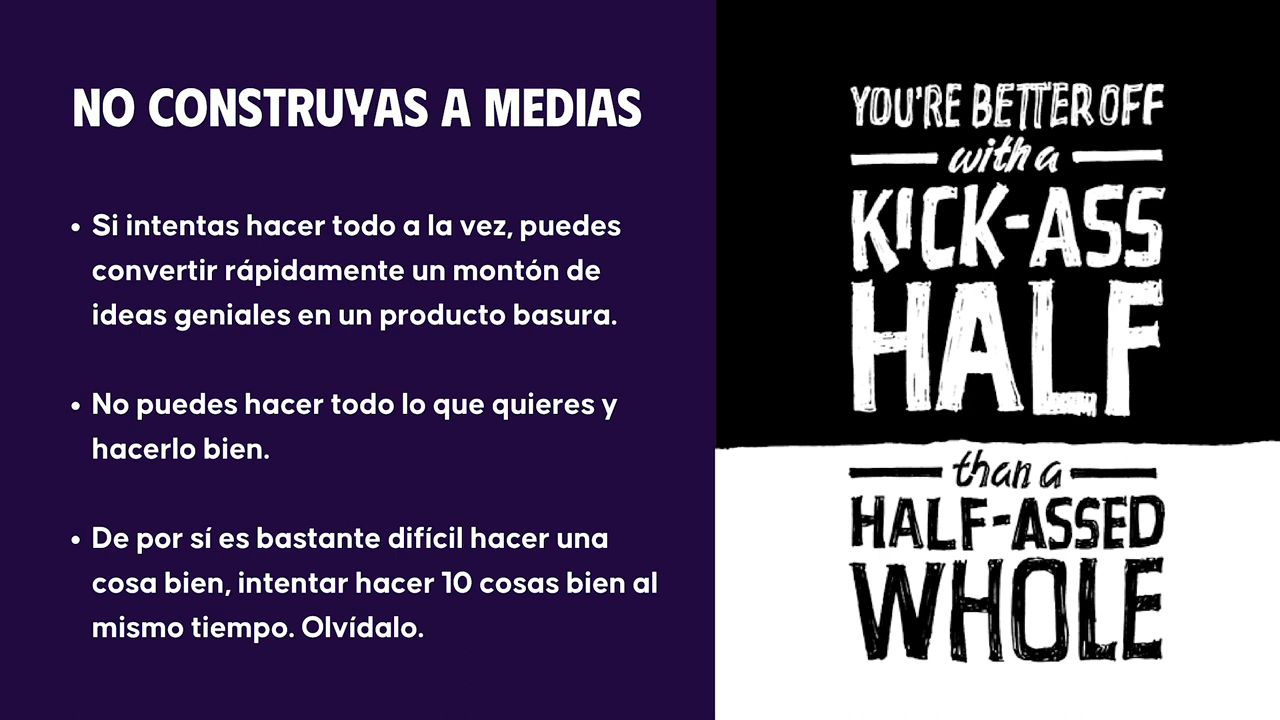 NO CONSTRUYAS A MEDIAS
• Si intentas hacer todo a la vez, puedes
convertir rápidamente un montón de
ideas geniales en un producto basura.
• No puedes hacer todo lo que quieres y
hacerlo bien.
• De por sí es bastante difícil hacer una
cosa bien, intentar hacer 10 cosas bien al
mismo tiempo. Olvídalo.
YOU'RE BETTER OFF
with a
KICK-ASS
HALF
than a
HALF-ASSED
WHOLE